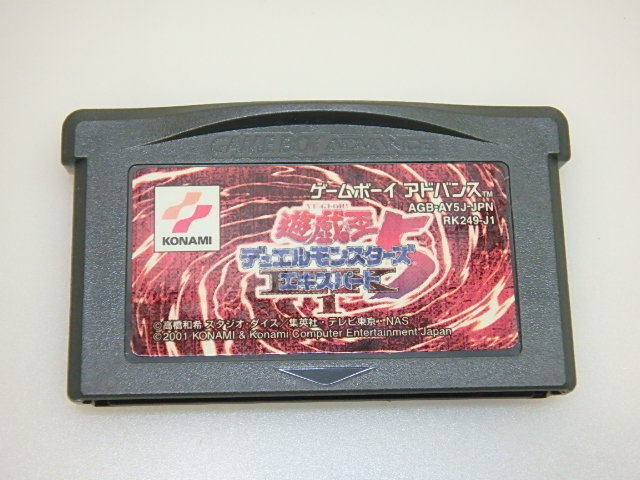 GAME BOY ADVANCE
KONAMI
ゲームボーイ アドバンス™
AGB-AY5J-JPN
RK249-J1
YU-GI-OH!
遊戯王
デュエルモンスターズ
5
エキスパート
1
©高橋和希 スタジオ・ダイス/集英社・テレビ東京・NAS
©2001 KONAMI & Konami Computer Entertainment Japan